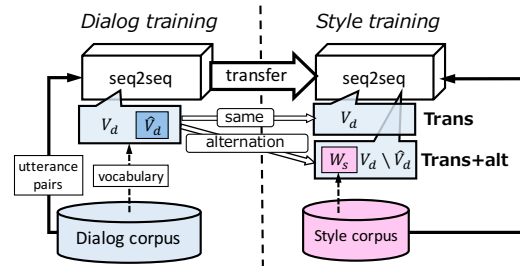 Dialog training
Style training
seq2seq
transfer
seq2seq
V_d V̂_d
same
V_d
Trans
alternation
W_s V_d \ V̂_d
Trans+alt
utterance
pairs
vocabulary
Dialog corpus
Style corpus